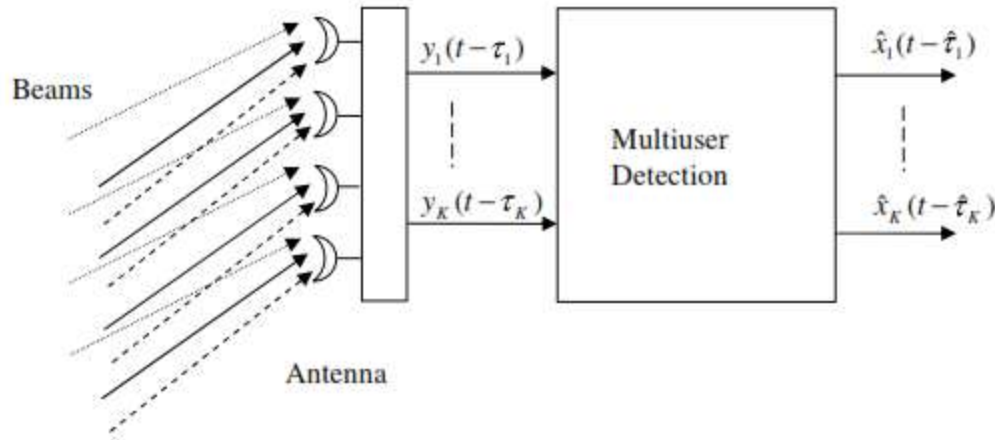 Beams
Antenna
y₁(t − τ₁)
y_K(t − τ_K)
Multiuser
Detection
x̂₁(t − τ̂₁)
x̂_K(t − τ̂_K)